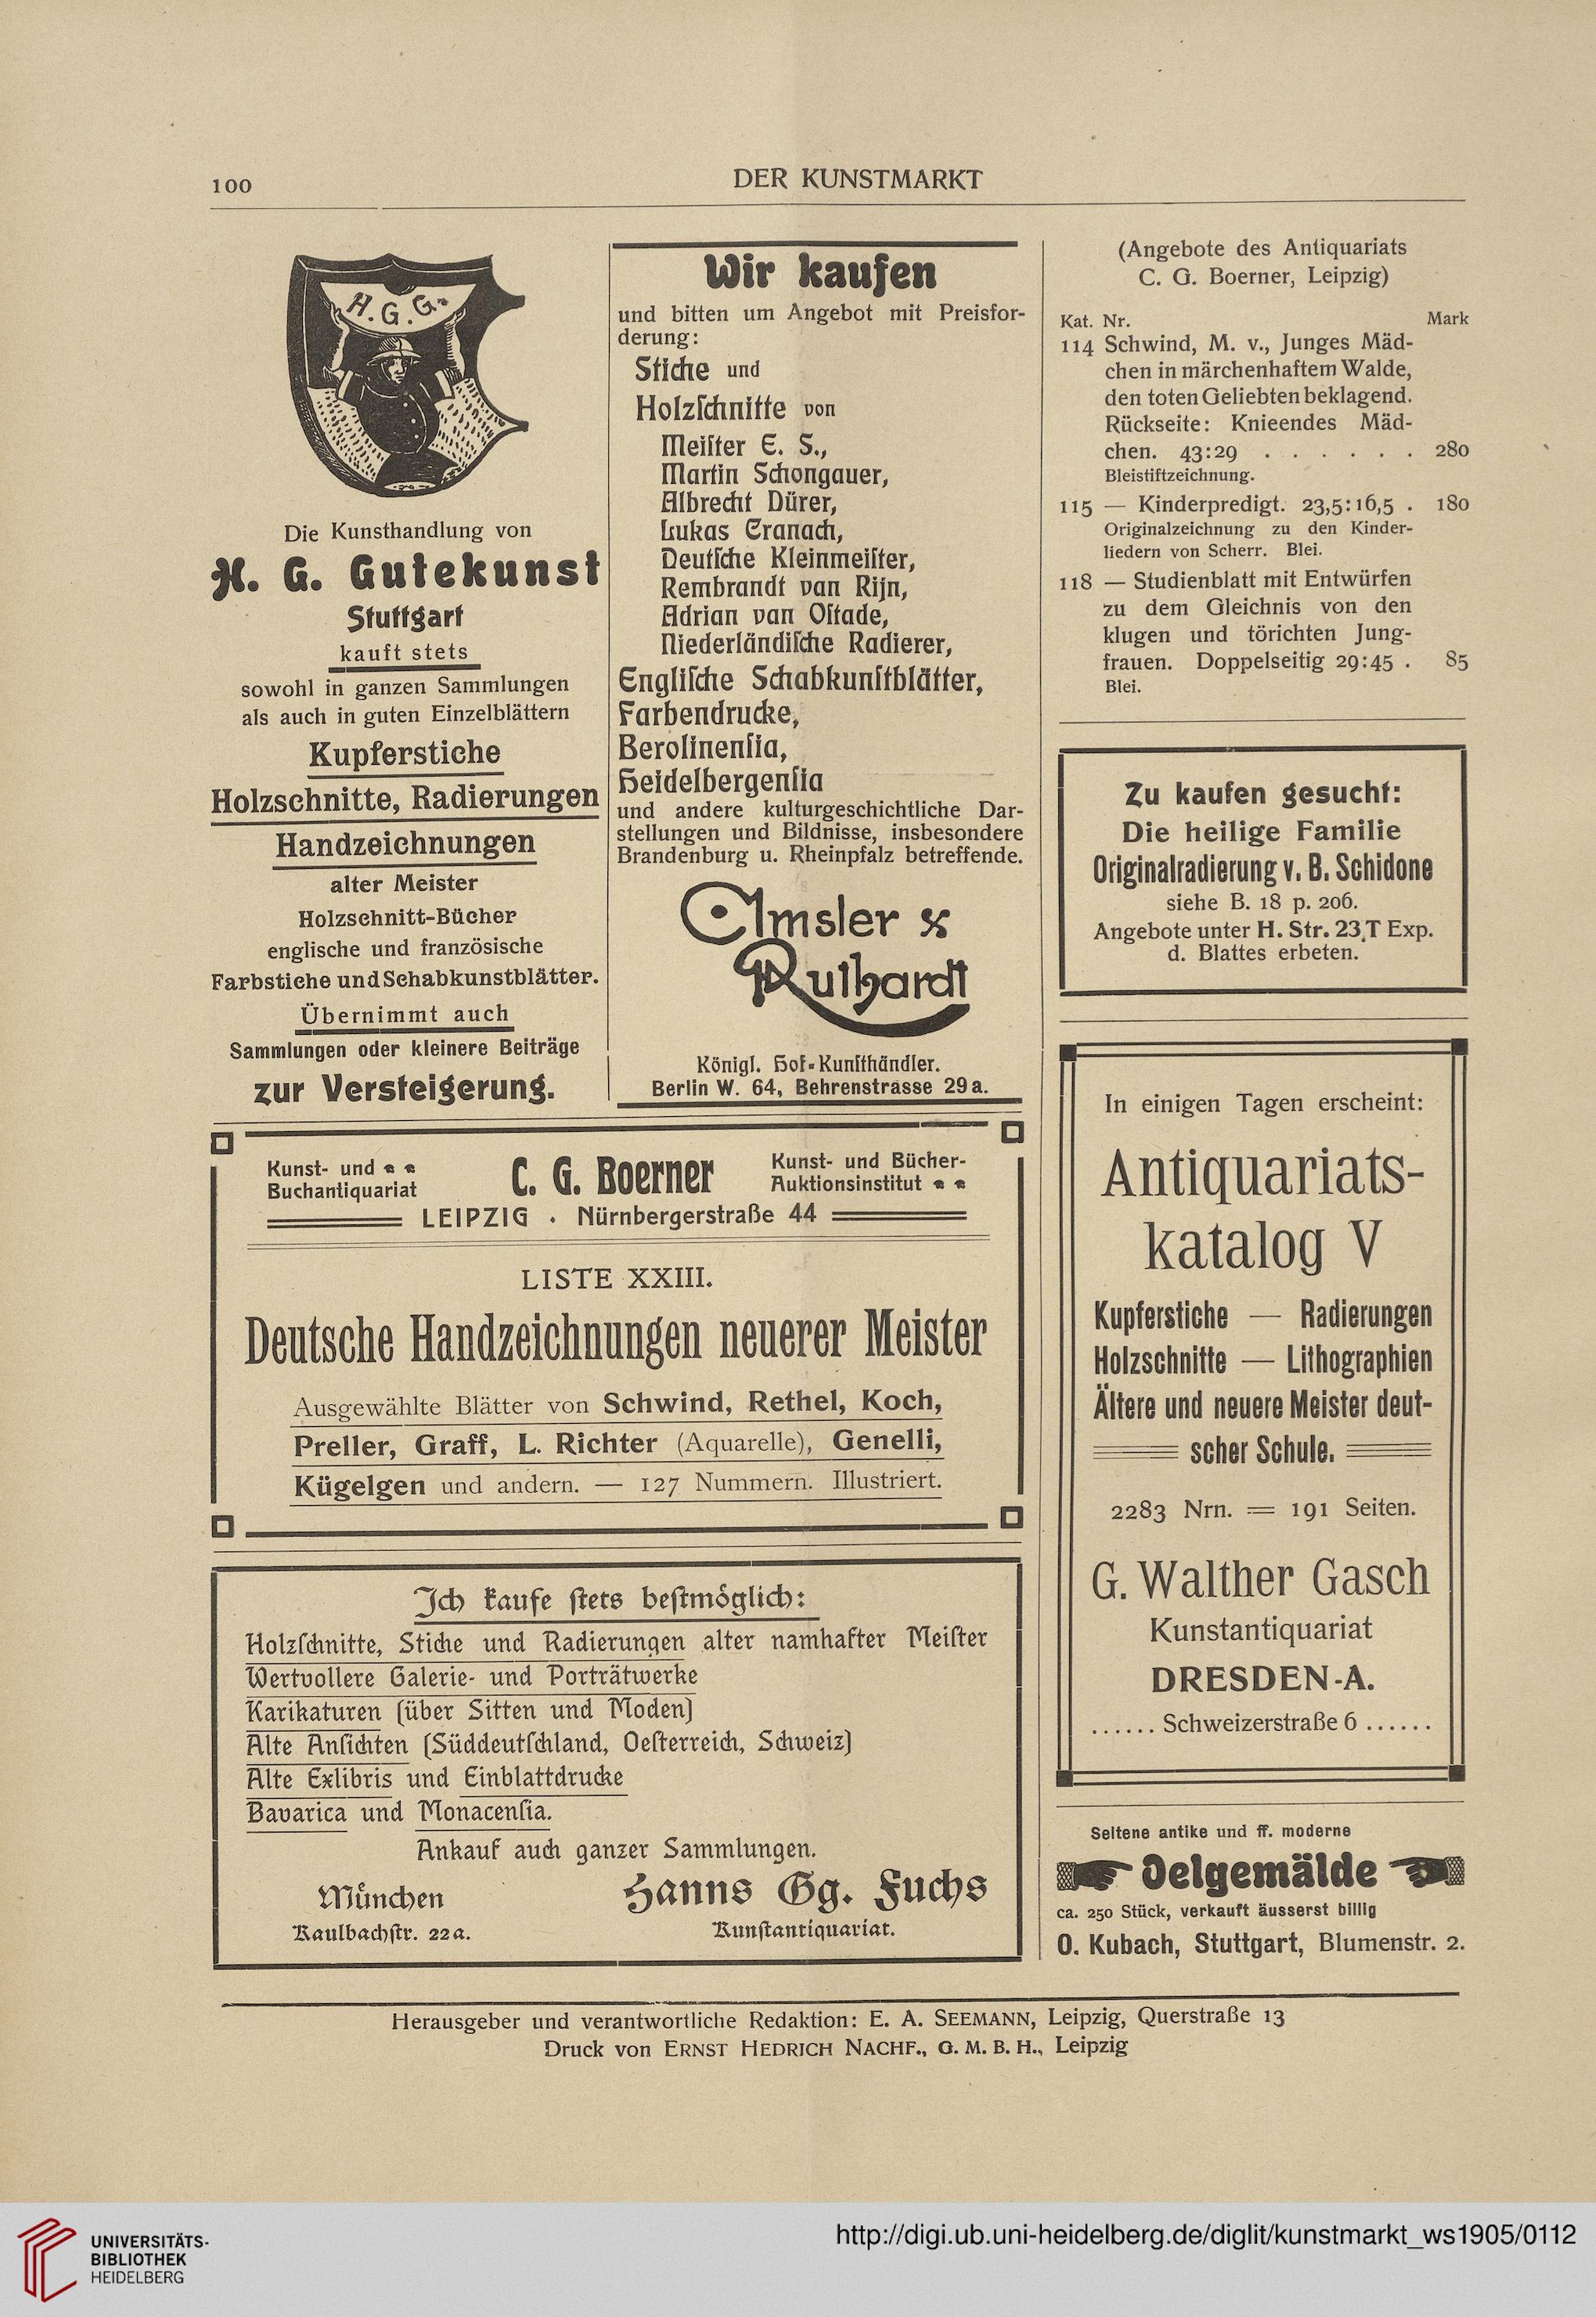 100
DER KUNSTMARKT
H. G. G.
Die Kunsthandlung von
H. G. Gutekunst
Stuttgart
kauft stets
sowohl in ganzen Sammlungen
als auch in guten Einzelblättern
Kupferstiche
Holzschnitte, Radierungen
Handzeichnungen
alter Meister
Holzschnitt-Bücher
englische und französische
Farbstiche und Schabkunstblätter.
Übernimmt auch
Sammlungen oder kleinere Beiträge
zur Versteigerung.
Wir kaufen
und bitten um Angebot mit Preisfor-
derung:
Stiche und
Holzſchnitte von
Meiſter E. S.,
Martin Schongauer,
Albrecht Dürer,
Lukas Cranach,
Deutſche Kleinmeiſter,
Rembrandt van Rijn,
Adrian van Oſtade,
Niederländiſche Radierer,
Engliſche Schabkunſtblätter,
Farbendrucke,
Berolinenſia,
Heidelbergenſia
und andere kulturgeschichtliche Dar-
stellungen und Bildnisse, insbesondere
Brandenburg u. Rheinpfalz betreffende.
Amsler &
Ruthardt
Königl. Hof-Kunſthändler.
Berlin W. 64, Behrenstrasse 29a.
(Angebote des Antiquariats
C. G. Boerner, Leipzig)
Kat. Nr. Mark
114 Schwind, M. v., Junges Mäd-
chen in märchenhaftem Walde,
den toten Geliebten beklagend.
Rückseite: Knieendes Mäd-
chen. 43:29 . . . . . . 280
Bleistiftzeichnung.
115 — Kinderpredigt. 23,5:16,5 . 180
Originalzeichnung zu den Kinder-
liedern von Scherr. Blei.
118 — Studienblatt mit Entwürfen
zu dem Gleichnis von den
klugen und törichten Jung-
frauen. Doppelseitig 29:45 . 85
Blei.
Zu kaufen gesucht:
Die heilige Familie
Originalradierung v. B. Schidone
siehe B. 18 p. 206.
Angebote unter H. Str. 23 T Exp.
d. Blattes erbeten.
Kunst- und
Buchantiquariat
C. G. Boerner
Kunst- und Bücher-
Auktionsinstitut
LEIPZIG . Nürnbergerstraße 44
LISTE XXIII.
Deutsche Handzeichnungen neuerer Meister
Ausgewählte Blätter von Schwind, Rethel, Koch,
Preller, Graff, L. Richter (Aquarelle), Genelli,
Kügelgen und andern. — 127 Nummern. Illustriert.
Ich kaufe ſtets beſtmöglich:
Holzſchnitte, Stiche und Radierungen alter namhafter Meiſter
Wertvollere Galerie- und Porträtwerke
Karikaturen (über Sitten und Moden)
Alte Anſichten (Süddeutſchland, Oeſterreich, Schweiz)
Alte Exlibris und Einblattdrucke
Bavarica und Monacenſia.
Ankauf auch ganzer Sammlungen.
München
Kaulbachſtr. 22a.
Hanns Gg. Fuchs
Kunſtantiquariat.
In einigen Tagen erscheint:
Antiquariats-
katalog V
Kupferstiche — Radierungen
Holzschnitte — Lithographien
Ältere und neuere Meister deut-
scher Schule.
2283 Nrn. = 191 Seiten.
G. Walther Gasch
Kunstantiquariat
DRESDEN-A.
...... Schweizerstraße 6 ......
Seltene antike und ff. moderne
Oelgemälde
ca. 250 Stück, verkauft äusserst billig
O. Kubach, Stuttgart, Blumenstr. 2.
Herausgeber und verantwortliche Redaktion: E. A. SEEMANN, Leipzig, Querstraße 13
Druck von ERNST HEDRICH NACHF., G. M. B. H., Leipzig
UNIVERSITÄTS-
BIBLIOTHEK
HEIDELBERG
http://digi.ub.uni-heidelberg.de/diglit/kunstmarkt_ws1905/0112